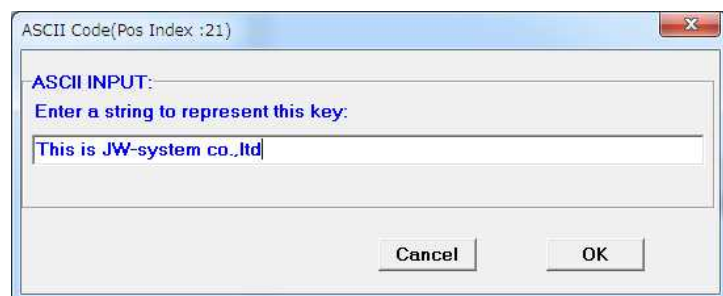 ASCII Code(Pos Index :21)
ASCII INPUT:
Enter a string to represent this key:
This is JW-system co.,ltd
Cancel OK